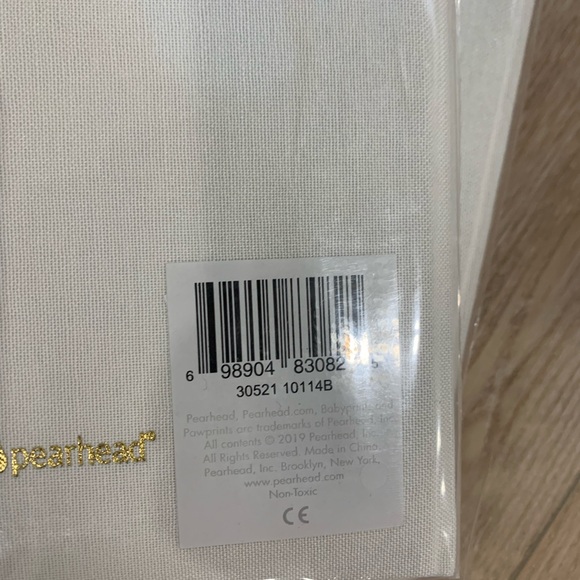 6 98904 83082 5
30521 10114B
Pearhead, Pearhead.com, Babyprints and
Pawprints are trademarks of Pearhead, Inc.
All contents © 2019 Pearhead, Inc.
All Rights Reserved. Made in China.
Pearhead, Inc. Brooklyn, New York,
www.pearhead.com
Non-Toxic
CE
pearhead